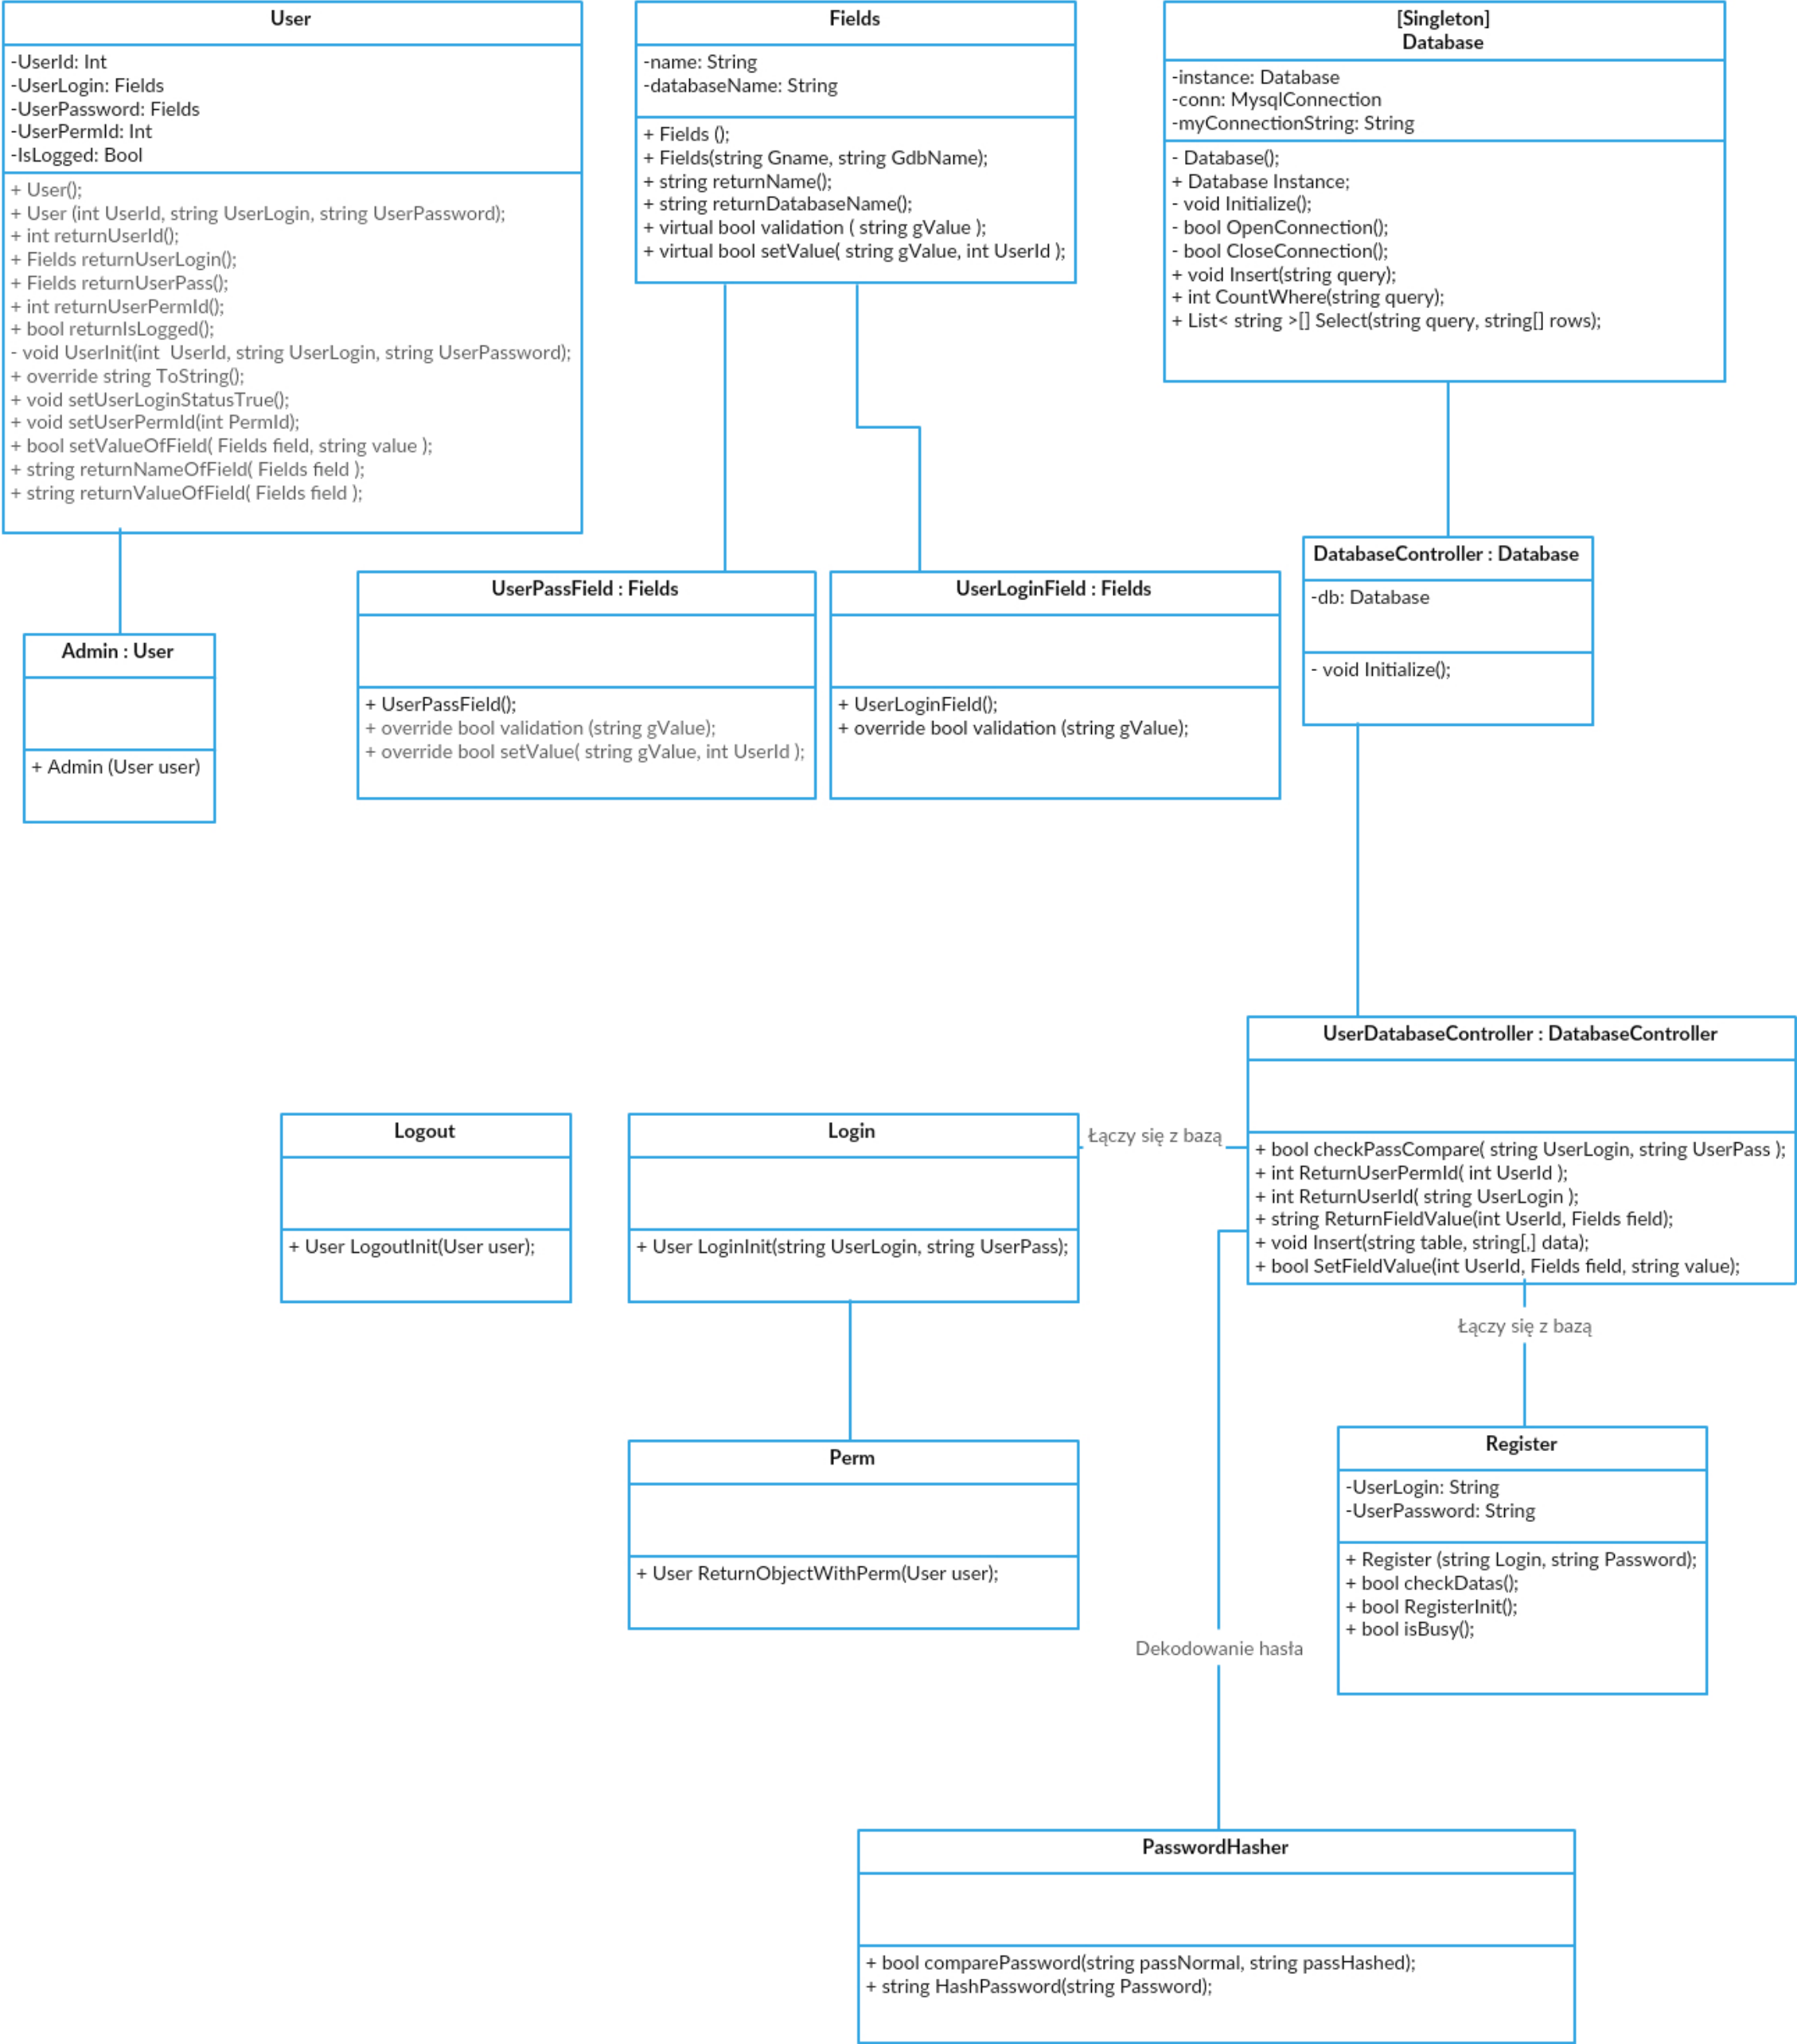 User
-UserId: Int
-UserLogin: Fields
-UserPassword: Fields
-UserPermId: Int
-IsLogged: Bool
+ User();
+ User (int UserId, string UserLogin, string UserPassword);
+ int returnUserId();
+ Fields returnUserLogin();
+ Fields returnUserPass();
+ int returnUserPermId();
+ bool returnIsLogged();
- void UserInit(int  UserId, string UserLogin, string UserPassword);
+ override string ToString();
+ void setUserLoginStatusTrue();
+ void setUserPermId(int PermId);
+ bool setValueOfField( Fields field, string value );
+ string returnNameOfField( Fields field );
+ string returnValueOfField( Fields field );
Fields
-name: String
-databaseName: String
+ Fields ();
+ Fields(string Gname, string GdbName);
+ string returnName();
+ string returnDatabaseName();
+ virtual bool validation ( string gValue );
+ virtual bool setValue( string gValue, int UserId );
[Singleton]
Database
-instance: Database
-conn: MysqlConnection
-myConnectionString: String
- Database();
+ Database Instance;
- void Initialize();
- bool OpenConnection();
- bool CloseConnection();
+ void Insert(string query);
+ int CountWhere(string query);
+ List< string >[] Select(string query, string[] rows);
Admin : User
+ Admin (User user)
UserPassField : Fields
+ UserPassField();
+ override bool validation (string gValue);
+ override bool setValue( string gValue, int UserId );
UserLoginField : Fields
+ UserLoginField();
+ override bool validation (string gValue);
DatabaseController : Database
-db: Database
- void Initialize();
UserDatabaseController : DatabaseController
+ bool checkPassCompare( string UserLogin, string UserPass );
+ int ReturnUserPermId( int UserId );
+ int ReturnUserId( string UserLogin );
+ string ReturnFieldValue(int UserId, Fields field);
+ void Insert(string table, string[,] data);
+ bool SetFieldValue(int UserId, Fields field, string value);
Logout
+ User LogoutInit(User user);
Login
+ User LoginInit(string UserLogin, string UserPass);
Łączy się z bazą
Łączy się z bazą
Perm
+ User ReturnObjectWithPerm(User user);
Register
-UserLogin: String
-UserPassword: String
+ Register (string Login, string Password);
+ bool checkDatas();
+ bool RegisterInit();
+ bool isBusy();
Dekodowanie hasła
PasswordHasher
+ bool comparePassword(string passNormal, string passHashed);
+ string HashPassword(string Password);